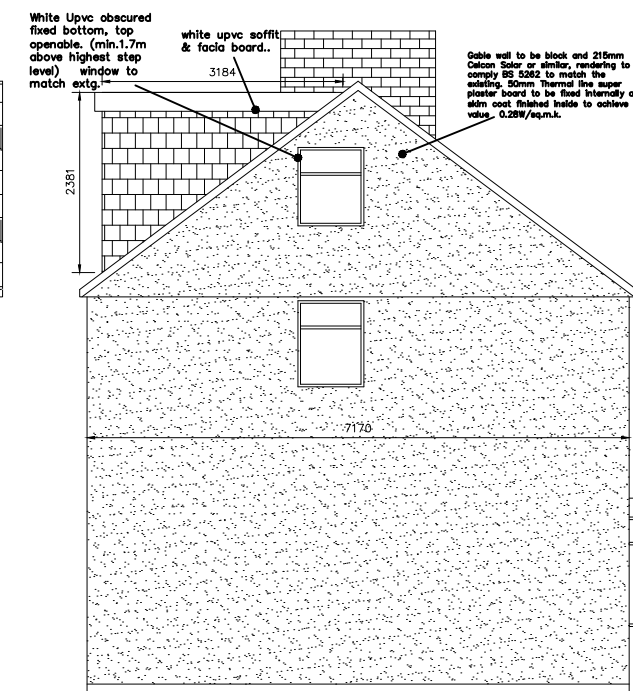 White Upvc obscured
fixed bottom, top
openable. (min.1.7m
above highest step
level) window to
match extg.
white upvc soffit
& facia board..
3184
Gable wall to be block and 215mm
Celcon Solar or similar, rendering to
comply BS 5262 to match the
existing. 50mm Thermal line super
plaster board to be fixed internally a
skim coat finished inside to achieve
value 0.28W/sq.m.k.
2381
7170